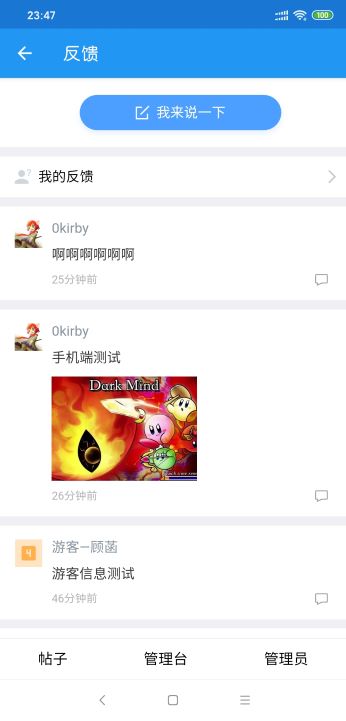 23:47
100
反馈
我来说一下
我的反馈
0kirby
啊啊啊啊啊啊
25分钟前
0kirby
手机端测试
Dark Mind
26分钟前
4
游客—顾菡
游客信息测试
46分钟前
帖子
管理台
管理员